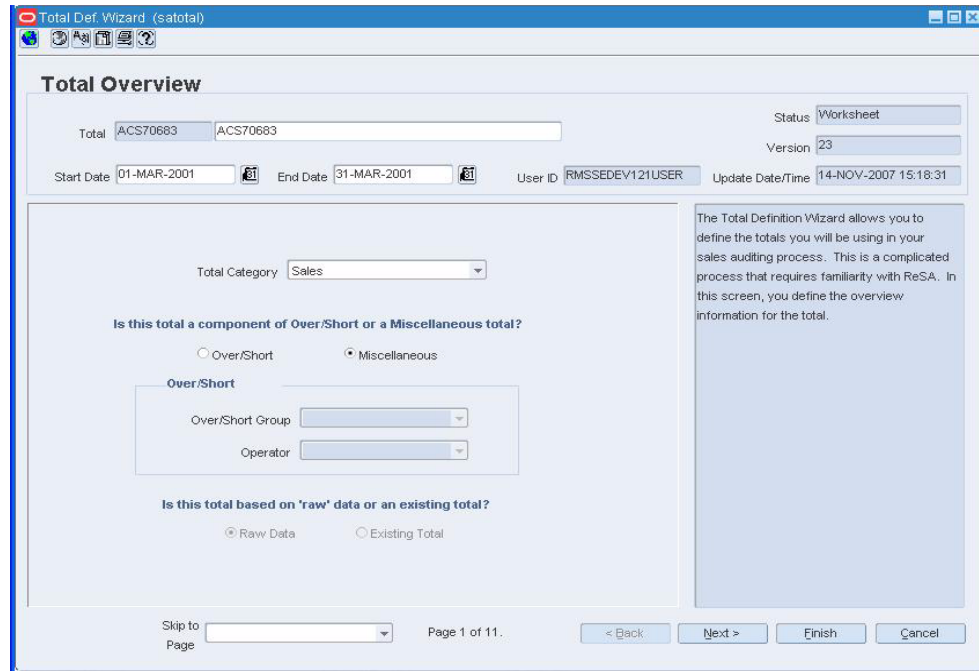 Total Def. Wizard (satotal)
Total Overview
Total ACS70683 ACS70683
Status Worksheet
Version 23
Start Date 01-MAR-2001 End Date 31-MAR-2001 User ID RMSSEDEV121USER Update Date/Time 14-NOV-2007 15:18:31
Total Category Sales
Is this total a component of Over/Short or a Miscellaneous total?
Over/Short Miscellaneous
Over/Short
Over/Short Group
Operator
Is this total based on 'raw' data or an existing total?
Raw Data Existing Total
The Total Definition Wizard allows you to
define the totals you will be using in your
sales auditing process. This is a complicated
process that requires familiarity with ReSA. In
this screen, you define the overview
information for the total.
Skip to
Page
Page 1 of 11.
< Back Next > Finish Cancel